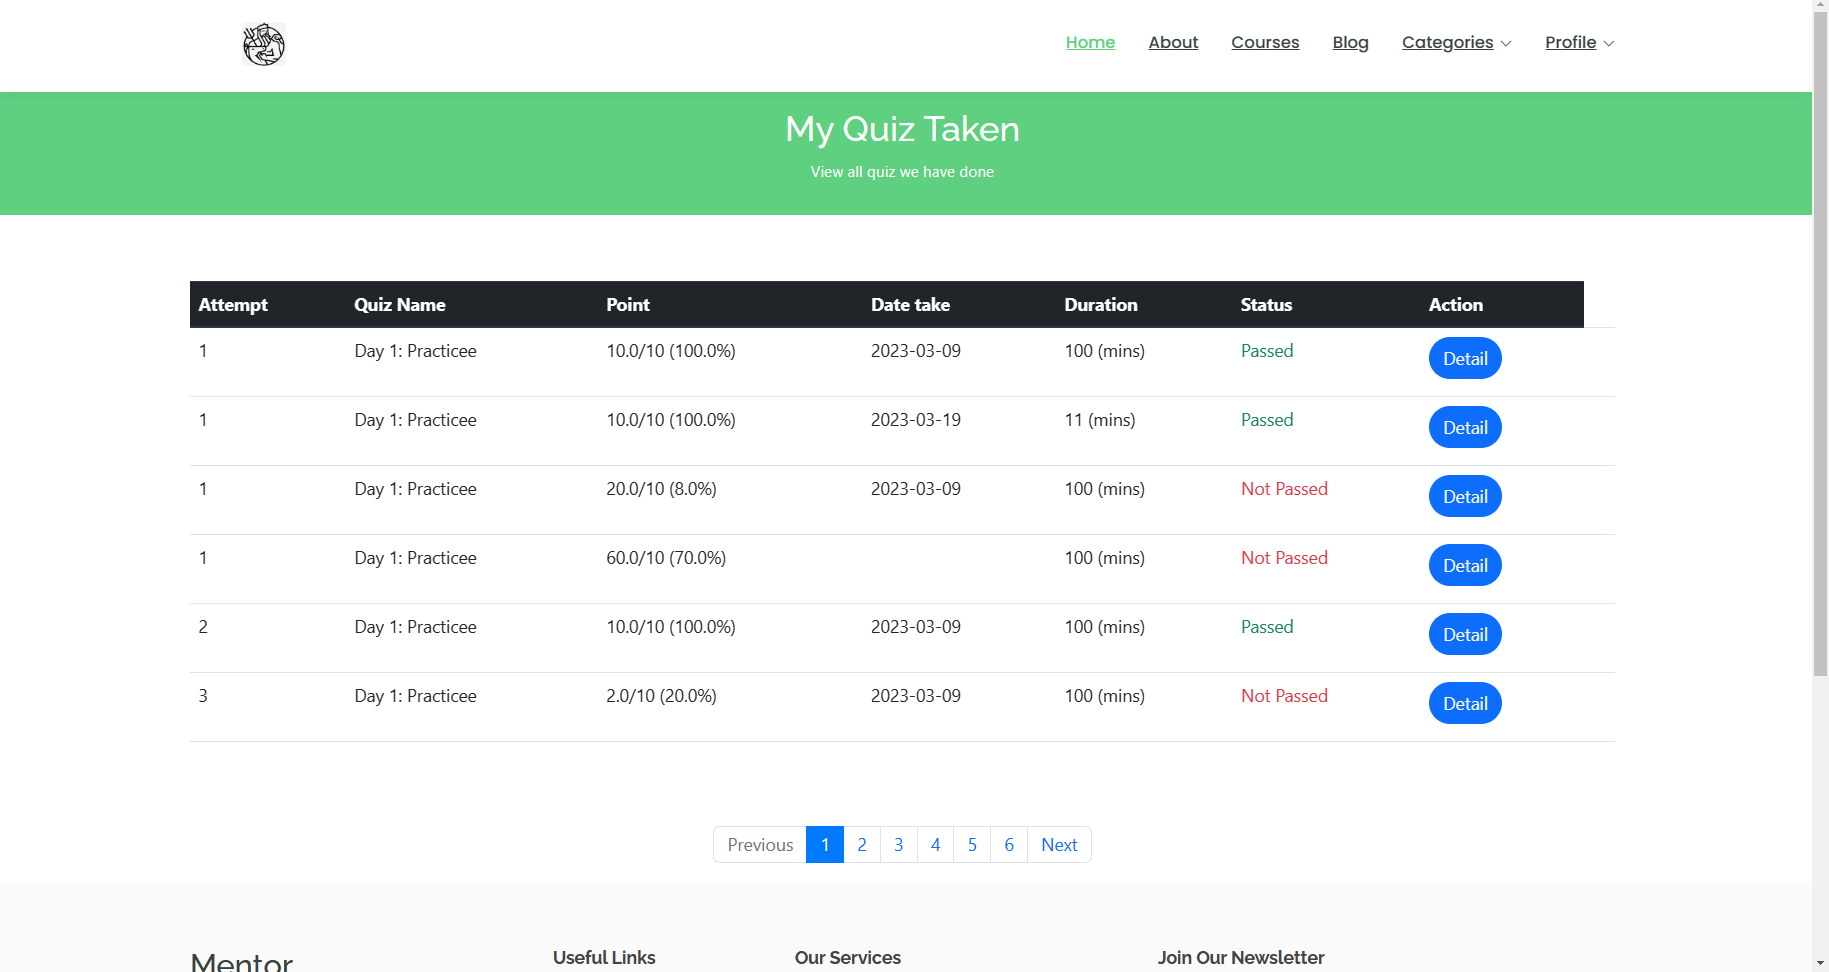 Home About Courses Blog Categories Profile
My Quiz Taken
View all quiz we have done
Attempt Quiz Name Point Date take Duration Status Action
1 Day 1: Practicee 10.0/10 (100.0%) 2023-03-09 100 (mins) Passed Detail
1 Day 1: Practicee 10.0/10 (100.0%) 2023-03-19 11 (mins) Passed Detail
1 Day 1: Practicee 20.0/10 (8.0%) 2023-03-09 100 (mins) Not Passed Detail
1 Day 1: Practicee 60.0/10 (70.0%) 100 (mins) Not Passed Detail
2 Day 1: Practicee 10.0/10 (100.0%) 2023-03-09 100 (mins) Passed Detail
3 Day 1: Practicee 2.0/10 (20.0%) 2023-03-09 100 (mins) Not Passed Detail
Previous 1 2 3 4 5 6 Next
Mentor Useful Links Our Services Join Our Newsletter